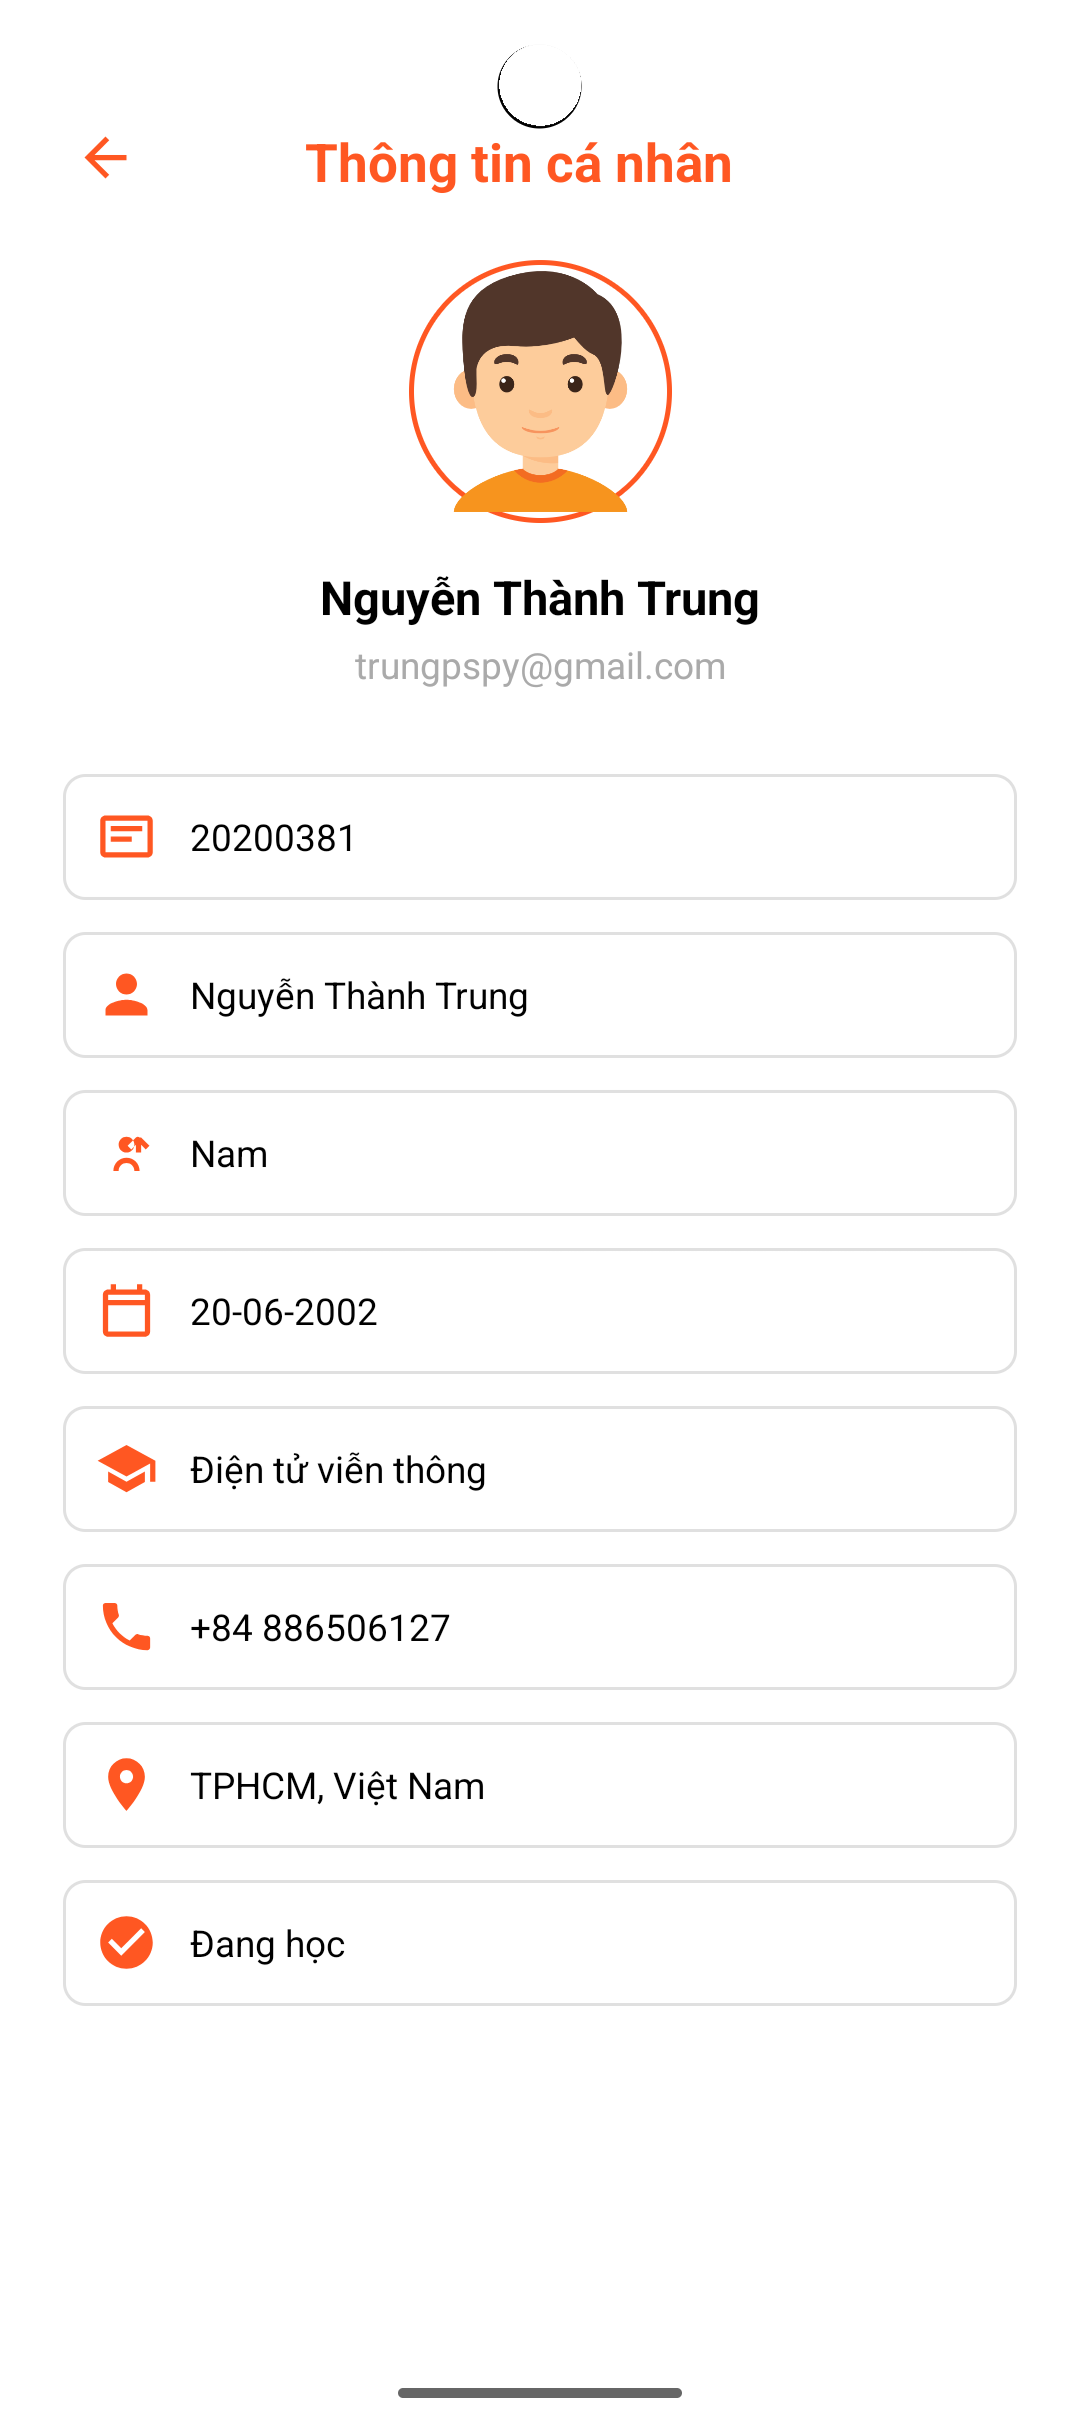 Thông tin cá nhân
Nguyễn Thành Trung
trungpspy@gmail.com
20200381
Nguyễn Thành Trung
Nam
20-06-2002
Điện tử viễn thông
+84 886506127
TPHCM, Việt Nam
Đang học